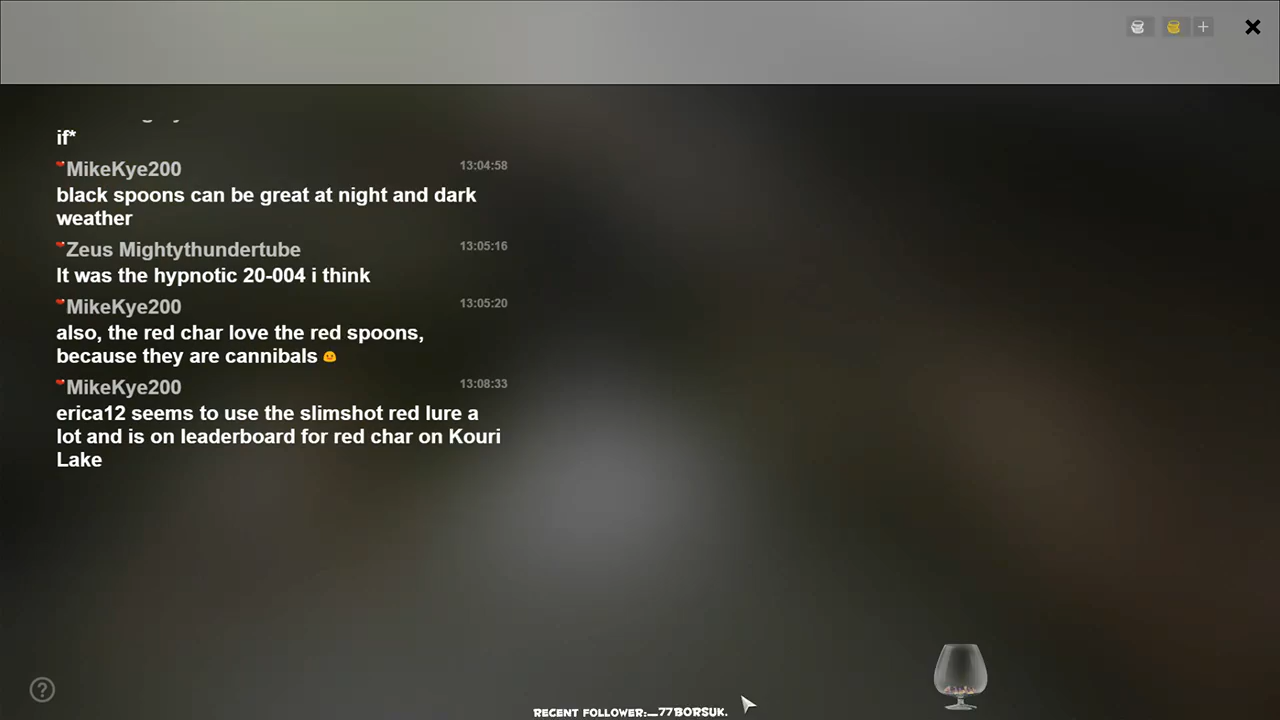 if*
MikeKye200 13:04:58
black spoons can be great at night and dark
weather
Zeus Mightythundertube 13:05:16
It was the hypnotic 20-004 i think
MikeKye200 13:05:20
also, the red char love the red spoons,
because they are cannibals
MikeKye200 13:08:33
erica12 seems to use the slimshot red lure a
lot and is on leaderboard for red char on Kouri
Lake
RECENT FOLLOWER:__77BORSUK.